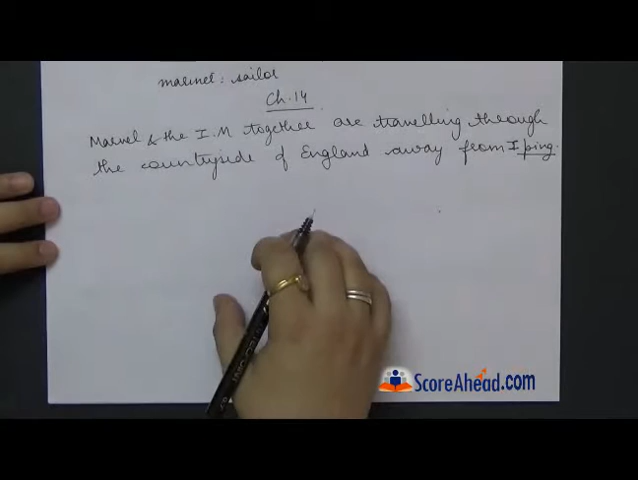 marinel: sailor
Ch. 14
Marvel & the I.M together are travelling through
the countryside of England away from Iping.
ScoreAhead.com